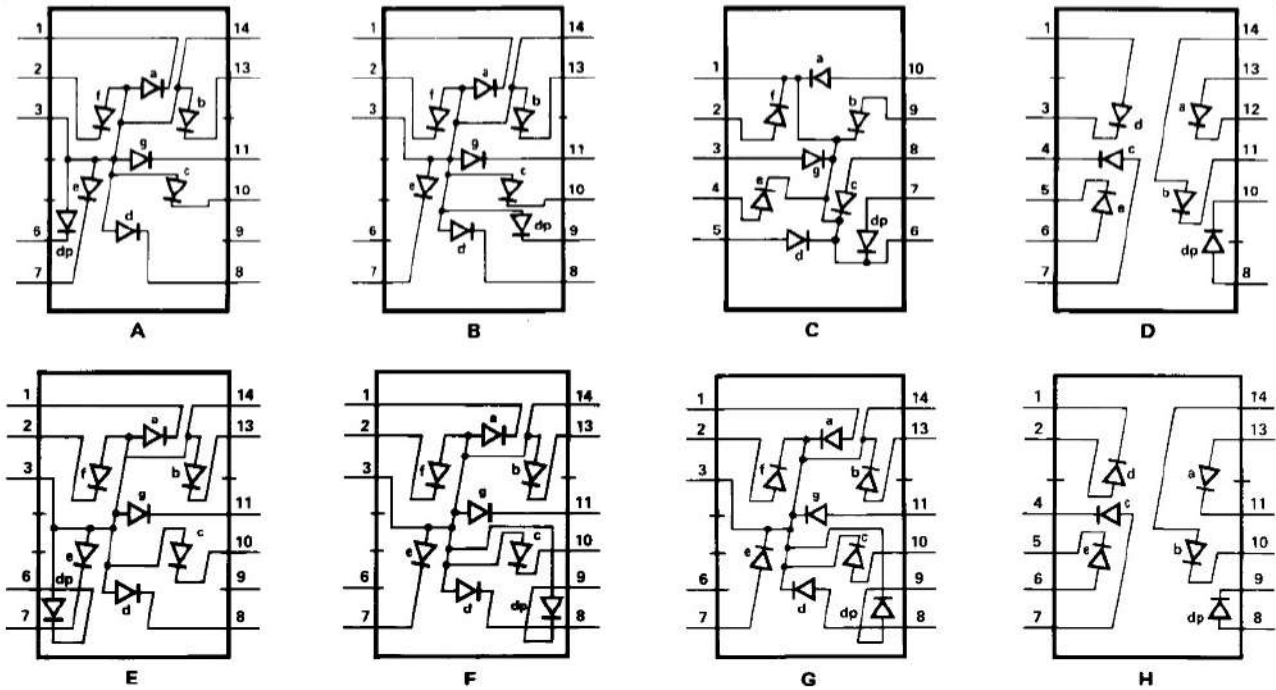 1 14
2 13
a
f b
3
g 11
e c
10
6 9
dp d
7 8
A
1 14
2 13
a
f b
3
g 11
e c
10
6 dp 9
d
7 8
B
1 a 10
2 f b 9
3 g 8
4 e c 7
dp
5 d 6
C
1 14
13
3 d a 12
4 c 11
5 e b 10
6 dp
7 8
D
1 14
2 a 13
f b
3
g 11
e c
10
dp
6 9
d
7 8
E
1 14
2 a 13
f b
3
g 11
e c 10
9
d dp
7 8
F
1 14
2 a 13
f b
3
g 11
e c 10
6 9
d dp
7 8
G
1 14
2 13
d a
4 c 11
5 e b 10
6 9
dp
7 8
H